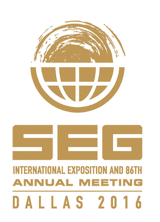 SEG
INTERNATIONAL EXPOSITION AND 86TH
ANNUAL MEETING
DALLAS 2016